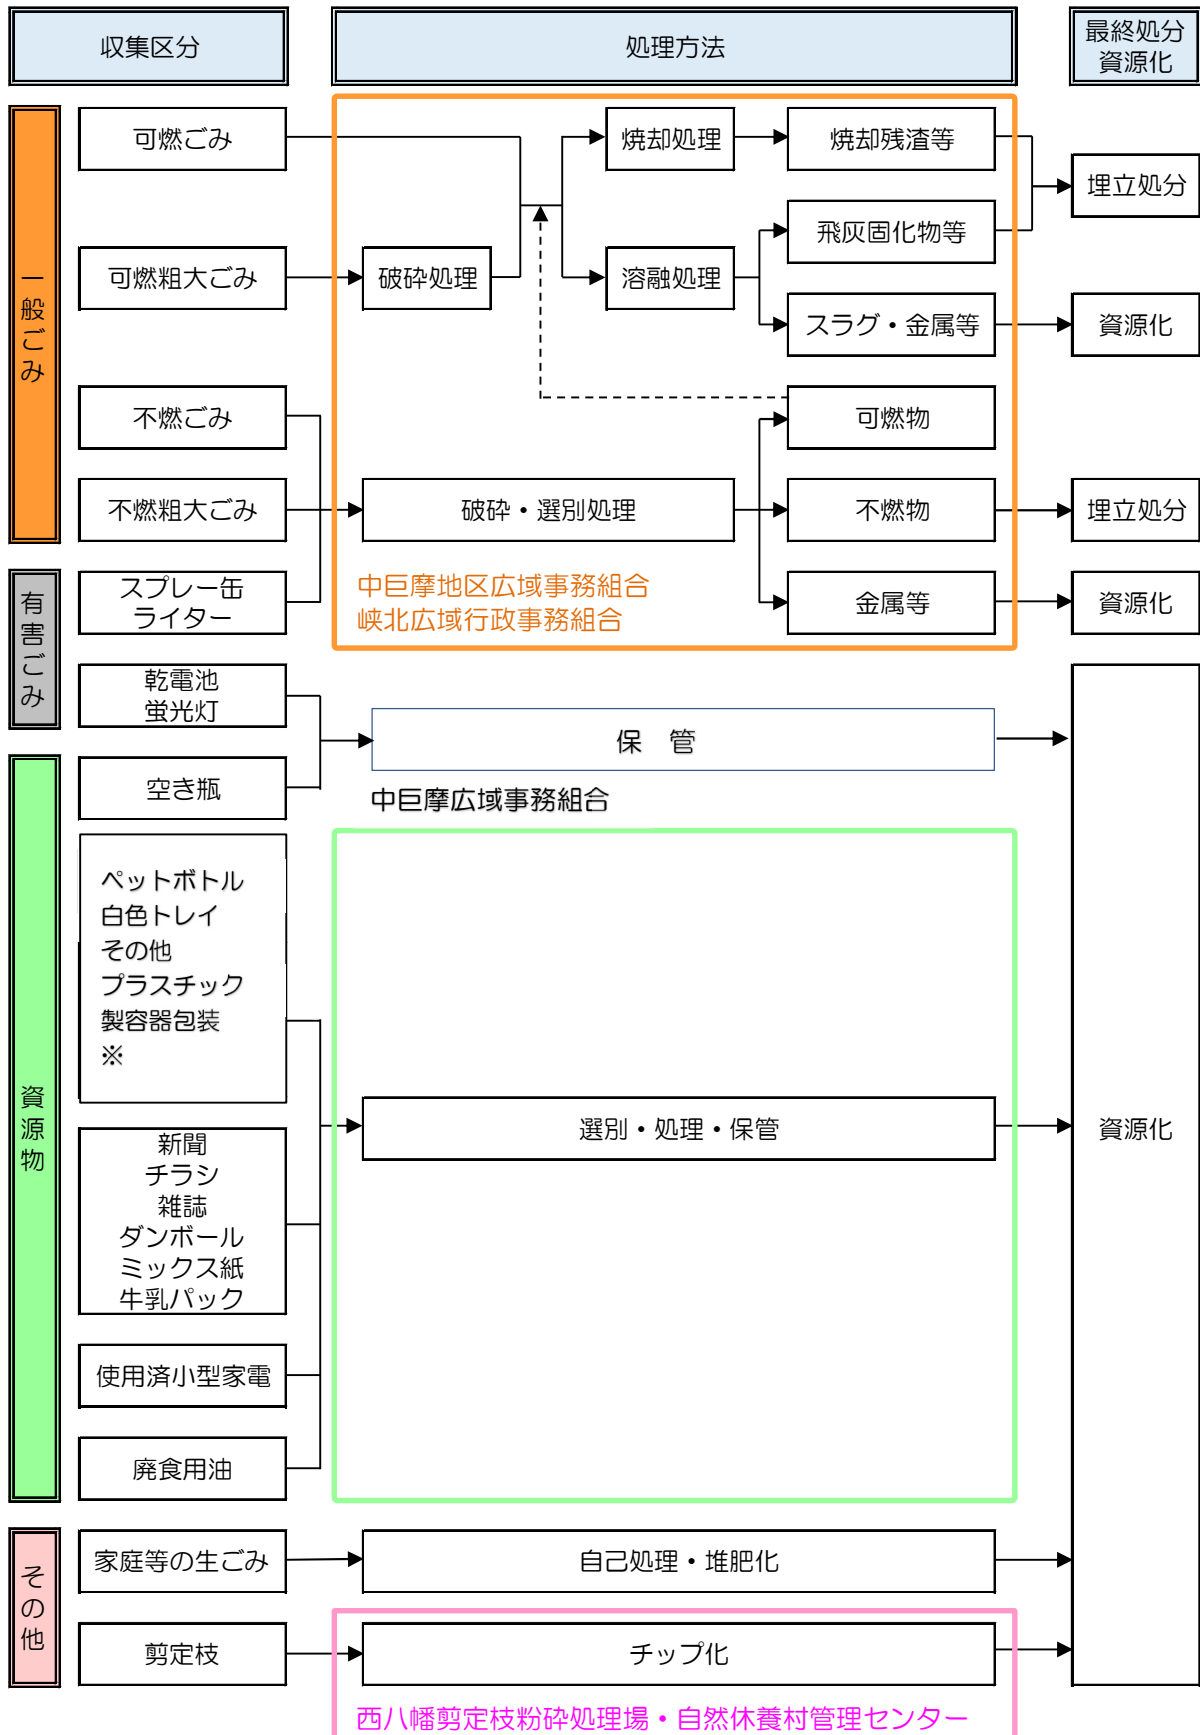 収集区分
処理方法
最終処分
資源化
一般ごみ
可燃ごみ
焼却処理
焼却残渣等
埋立処分
飛灰固化物等
可燃粗大ごみ
破砕処理
溶融処理
スラグ・金属等
資源化
不燃ごみ
可燃物
不燃粗大ごみ
破砕・選別処理
不燃物
埋立処分
有害ごみ
スプレー缶
ライター
中巨摩地区広域事務組合
峡北広域行政事務組合
金属等
資源化
乾電池
蛍光灯
保 管
空き瓶
中巨摩広域事務組合
資源物
ペットボトル
白色トレイ
その他
プラスチック
製容器包装
※
選別・処理・保管
資源化
新聞
チラシ
雑誌
ダンボール
ミックス紙
牛乳パック
使用済小型家電
廃食用油
その他
家庭等の生ごみ
自己処理・堆肥化
剪定枝
チップ化
西八幡剪定枝粉砕処理場・自然休養村管理センター